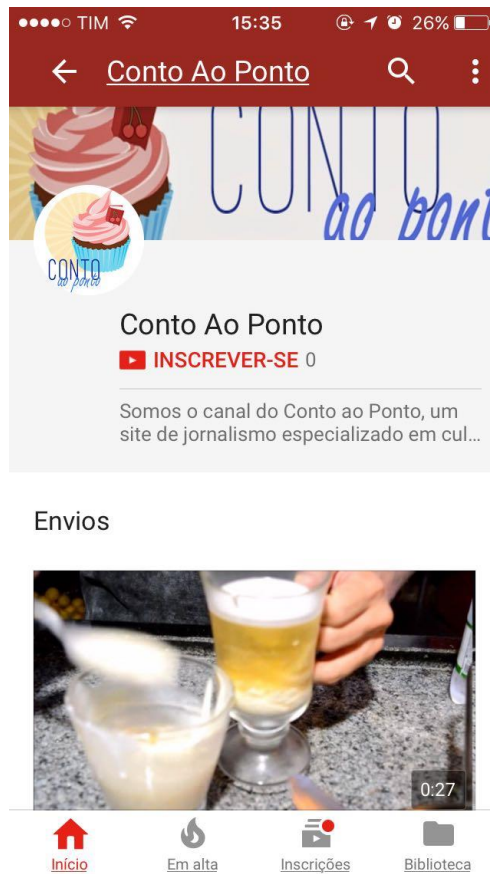 TIM 15:35 26%
Conto Ao Ponto
CONTO
ao pont
CONTO
ao ponto
Conto Ao Ponto
INSCREVER-SE 0
Somos o canal do Conto ao Ponto, um
site de jornalismo especializado em cul...
Envios
0:27
Início Em alta Inscrições Biblioteca